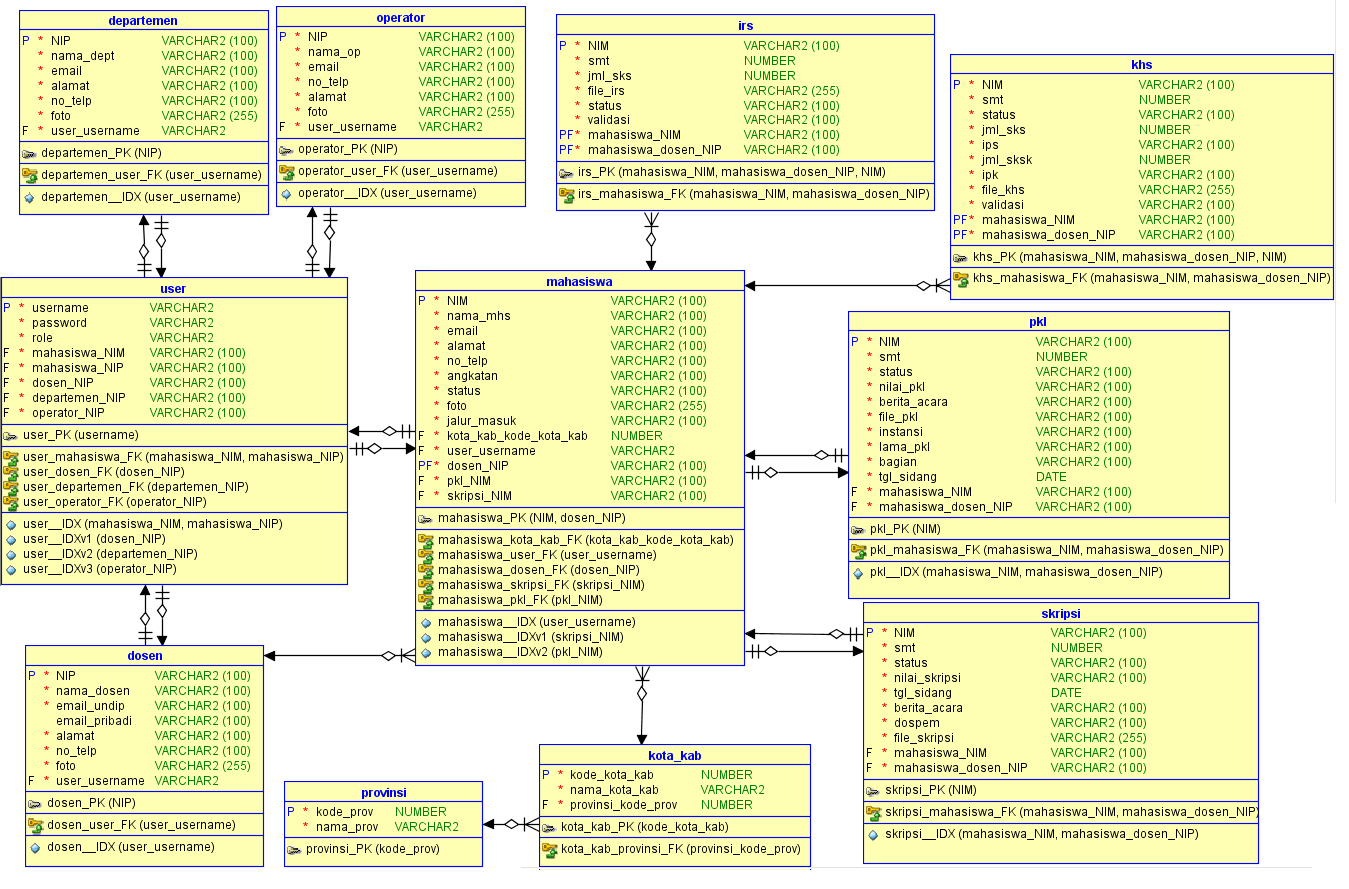 departemen
P * NIP VARCHAR2 (100)
* nama_dept VARCHAR2 (100)
* email VARCHAR2 (100)
* alamat VARCHAR2 (100)
* no_telp VARCHAR2 (100)
* foto VARCHAR2 (255)
F * user_username VARCHAR2
departemen_PK (NIP)
departemen_user_FK (user_username)
departemen__IDX (user_username)
operator
P * NIP VARCHAR2 (100)
* nama_op VARCHAR2 (100)
* email VARCHAR2 (100)
* no_telp VARCHAR2 (100)
* alamat VARCHAR2 (100)
* foto VARCHAR2 (255)
F * user_username VARCHAR2
operator_PK (NIP)
operator_user_FK (user_username)
operator__IDX (user_username)
irs
P * NIM VARCHAR2 (100)
* smt NUMBER
* jml_sks NUMBER
* file_irs VARCHAR2 (255)
* status VARCHAR2 (100)
* validasi VARCHAR2 (100)
PF * mahasiswa_NIM VARCHAR2 (100)
PF * mahasiswa_dosen_NIP VARCHAR2 (100)
irs_PK (mahasiswa_NIM, mahasiswa_dosen_NIP, NIM)
irs_mahasiswa_FK (mahasiswa_NIM, mahasiswa_dosen_NIP)
khs
P * NIM VARCHAR2 (100)
* smt NUMBER
* status VARCHAR2 (100)
* jml_sks NUMBER
* ips VARCHAR2 (100)
* jml_sksk NUMBER
* ipk VARCHAR2 (100)
* file_khs VARCHAR2 (255)
* validasi VARCHAR2 (100)
PF * mahasiswa_NIM VARCHAR2 (100)
PF * mahasiswa_dosen_NIP VARCHAR2 (100)
khs_PK (mahasiswa_NIM, mahasiswa_dosen_NIP, NIM)
khs_mahasiswa_FK (mahasiswa_NIM, mahasiswa_dosen_NIP)
user
P * username VARCHAR2
* password VARCHAR2
* role VARCHAR2
F * mahasiswa_NIM VARCHAR2 (100)
F * mahasiswa_NIP VARCHAR2 (100)
F * dosen_NIP VARCHAR2 (100)
F * departemen_NIP VARCHAR2 (100)
F * operator_NIP VARCHAR2 (100)
user_PK (username)
user_mahasiswa_FK (mahasiswa_NIM, mahasiswa_NIP)
user_dosen_FK (dosen_NIP)
user_departemen_FK (departemen_NIP)
user_operator_FK (operator_NIP)
user__IDX (mahasiswa_NIM, mahasiswa_NIP)
user__IDXv1 (dosen_NIP)
user__IDXv2 (departemen_NIP)
user__IDXv3 (operator_NIP)
mahasiswa
P * NIM VARCHAR2 (100)
* nama_mhs VARCHAR2 (100)
* email VARCHAR2 (100)
* alamat VARCHAR2 (100)
* no_telp VARCHAR2 (100)
* angkatan VARCHAR2 (100)
* status VARCHAR2 (100)
* foto VARCHAR2 (255)
* jalur_masuk VARCHAR2 (100)
F * kota_kab_kode_kota_kab NUMBER
F * user_username VARCHAR2
PF * dosen_NIP VARCHAR2 (100)
F * pkl_NIM VARCHAR2 (100)
F * skripsi_NIM VARCHAR2 (100)
mahasiswa_PK (NIM, dosen_NIP)
mahasiswa_kota_kab_FK (kota_kab_kode_kota_kab)
mahasiswa_user_FK (user_username)
mahasiswa_dosen_FK (dosen_NIP)
mahasiswa_skripsi_FK (skripsi_NIM)
mahasiswa_pkl_FK (pkl_NIM)
mahasiswa__IDX (user_username)
mahasiswa__IDXv1 (skripsi_NIM)
mahasiswa__IDXv2 (pkl_NIM)
pkl
P * NIM VARCHAR2 (100)
* smt NUMBER
* status VARCHAR2 (100)
* nilai_pkl VARCHAR2 (100)
* berita_acara VARCHAR2 (100)
* file_pkl VARCHAR2 (100)
* instansi VARCHAR2 (100)
* lama_pkl VARCHAR2 (100)
* bagian VARCHAR2 (100)
* tgl_sidang DATE
F * mahasiswa_NIM VARCHAR2 (100)
F * mahasiswa_dosen_NIP VARCHAR2 (100)
pkl_PK (NIM)
pkl_mahasiswa_FK (mahasiswa_NIM, mahasiswa_dosen_NIP)
pkl__IDX (mahasiswa_NIM, mahasiswa_dosen_NIP)
skripsi
P * NIM VARCHAR2 (100)
* smt NUMBER
* status VARCHAR2 (100)
* nilai_skripsi VARCHAR2 (100)
* tgl_sidang DATE
* berita_acara VARCHAR2 (100)
* dospem VARCHAR2 (100)
* file_skripsi VARCHAR2 (255)
F * mahasiswa_NIM VARCHAR2 (100)
F * mahasiswa_dosen_NIP VARCHAR2 (100)
skripsi_PK (NIM)
skripsi_mahasiswa_FK (mahasiswa_NIM, mahasiswa_dosen_NIP)
skripsi__IDX (mahasiswa_NIM, mahasiswa_dosen_NIP)
dosen
P * NIP VARCHAR2 (100)
* nama_dosen VARCHAR2 (100)
* email_undip VARCHAR2 (100)
email_pribadi VARCHAR2 (100)
* alamat VARCHAR2 (100)
* no_telp VARCHAR2 (100)
* foto VARCHAR2 (255)
F * user_username VARCHAR2
dosen_PK (NIP)
dosen_user_FK (user_username)
dosen__IDX (user_username)
provinsi
P * kode_prov NUMBER
* nama_prov VARCHAR2
provinsi_PK (kode_prov)
kota_kab
P * kode_kota_kab NUMBER
* nama_kota_kab VARCHAR2
F * provinsi_kode_prov NUMBER
kota_kab_PK (kode_kota_kab)
kota_kab_provinsi_FK (provinsi_kode_prov)